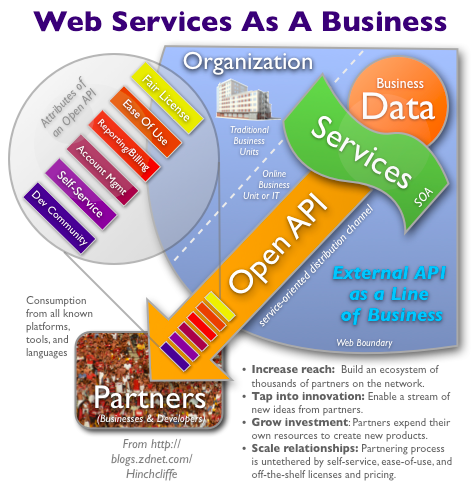 Web Services As A Business
Attributes of
an Open API
Fair License
Ease Of Use
Reporting/Billing
Account Mgmt
Self-Service
Dev Community
Organization
Traditional
Business
Units
Online
Business
Unit or IT
Business
Data
Services
SOA
Open API
service-oriented distribution channel
External API
as a Line
of Business
Web Boundary
Consumption
from all known
platforms,
tools, and
languages
Partners
(Businesses & Developers)
From http://
blogs.zdnet.com/
Hinchcliffe
• Increase reach: Build an ecosystem of
thousands of partners on the network.
• Tap into innovation: Enable a stream of
new ideas from partners.
• Grow investment: Partners expend their
own resources to create new products.
• Scale relationships: Partnering process
is untethered by self-service, ease-of-use, and
off-the-shelf licenses and pricing.